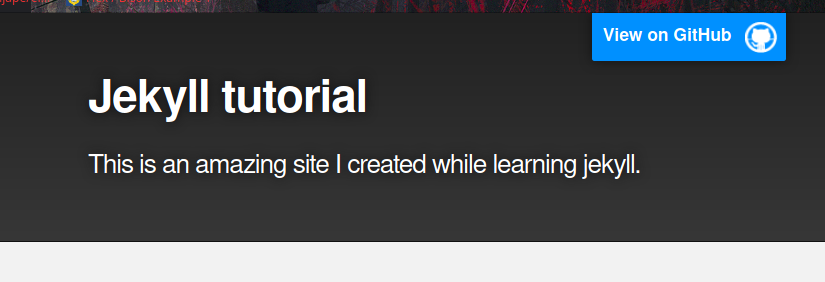 View on GitHub
Jekyll tutorial
This is an amazing site I created while learning jekyll.